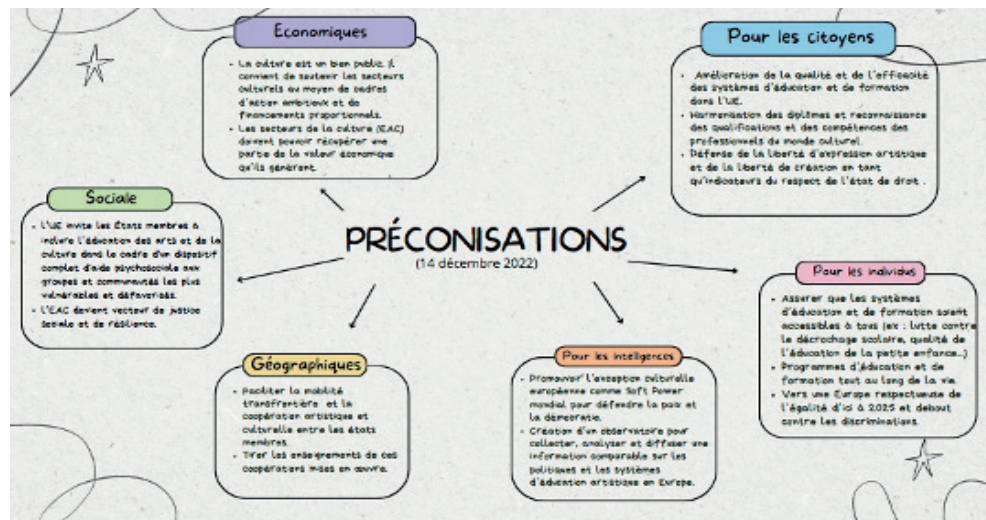 Economiques
• La culture est un bien public. Il
convient de soutenir les secteurs
culturels au moyen de cadres
d'action ambitieux et de
financements proportionnels.
• Les secteurs de la culture (EAC)
doivent pouvoir récupérer une
partie de la valeur économique
qu'ils génèrent.
Pour les citoyens
• Amélioration de la qualité et de l'efficacité
des systèmes d'éducation et de formation
dans l'UE.
• Harmonisation des diplômes et reconnaissance
des qualifications et des compétences des
professionnels du monde culturel.
• Défense de la liberté d'expression artistique
et de la liberté de création en tant
qu'indicateurs du respect de l'état de droit .
Sociale
• L'UE invite les États membres à
inclure l'éducation des arts et de la
culture dans le cadre d'un dispositif
complet d'aide psychosociale aux
groupes et communautés les plus
vulnérables et défavorisés.
• L'EAC devient vecteur de justice
sociale et de résilience.
PRÉCONISATIONS
(14 décembre 2022)
Pour les individus
• Assurer que les systèmes
d'éducation et de formation soient
accessibles à tous (ex : lutte contre
le décrochage scolaire, qualité de
l'éducation de la petite enfance...)
• Programmes d'éducation et de
formation tout au long de la vie.
• Vers une Europe respectueuse de
l'égalité d'ici à 2025 et debout
contre les discriminations.
Géographiques
• Faciliter la mobilité
transfrontière et la
coopération artistique et
culturelle entre les états
membres.
• Tirer les enseignements de ces
coopérations mises en œuvre.
Pour les intelligences
• Promouvoir l'exception culturelle
européenne comme Soft Power
mondial pour défendre la paix et
la démocratie.
• Création d'un observatoire pour
collecter, analyser et diffuser une
information comparable sur les
politiques et les systèmes
d'éducation artistique en Europe.